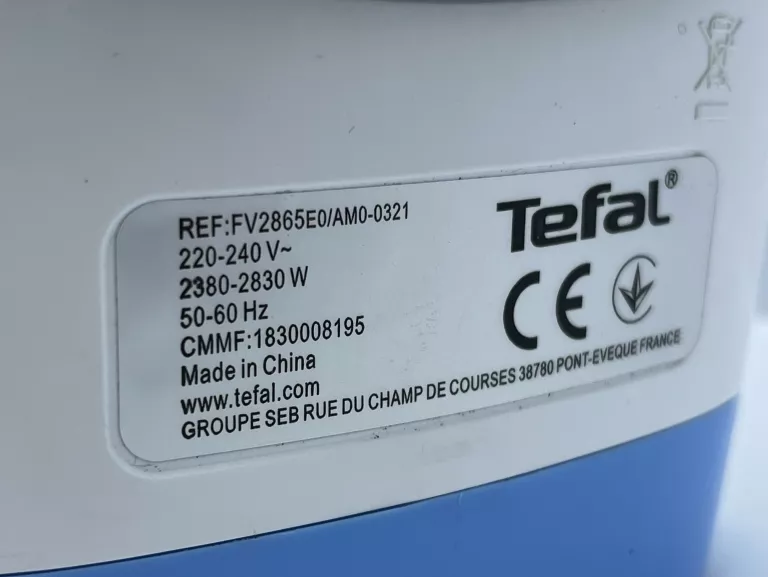 REF:FV2865E0/AM0-0321
220-240 V~
2380-2830 W
50-60 Hz
CMMF:1830008195
Made in China
www.tefal.com
GROUPE SEB RUE DU CHAMP DE COURSES 38780 PONT-EVEQUE FRANCE
Tefal®
CE